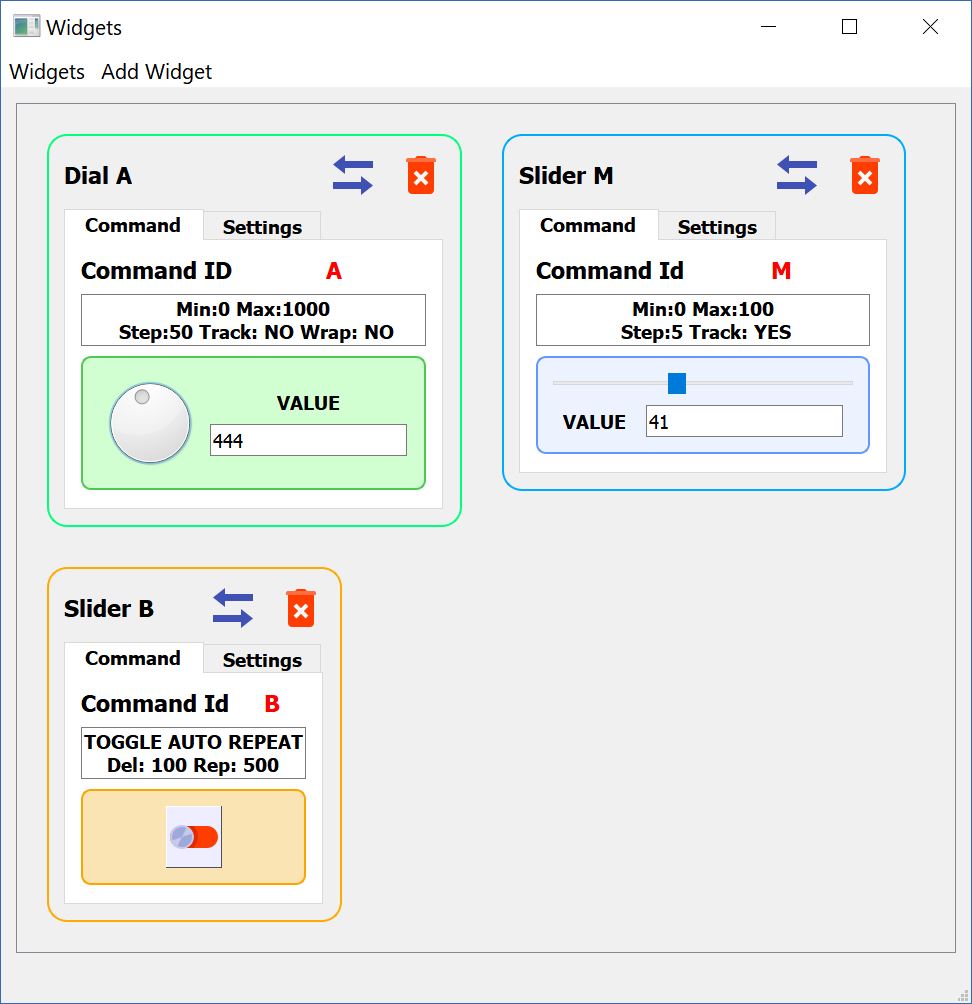 Widgets
Widgets Add Widget
Dial A
Command Settings
Command ID A
Min:0 Max:1000
Step:50 Track: NO Wrap: NO
VALUE
444
Slider M
Command Settings
Command Id M
Min:0 Max:100
Step:5 Track: YES
VALUE 41
Slider B
Command Settings
Command Id B
TOGGLE AUTO REPEAT
Del: 100 Rep: 500